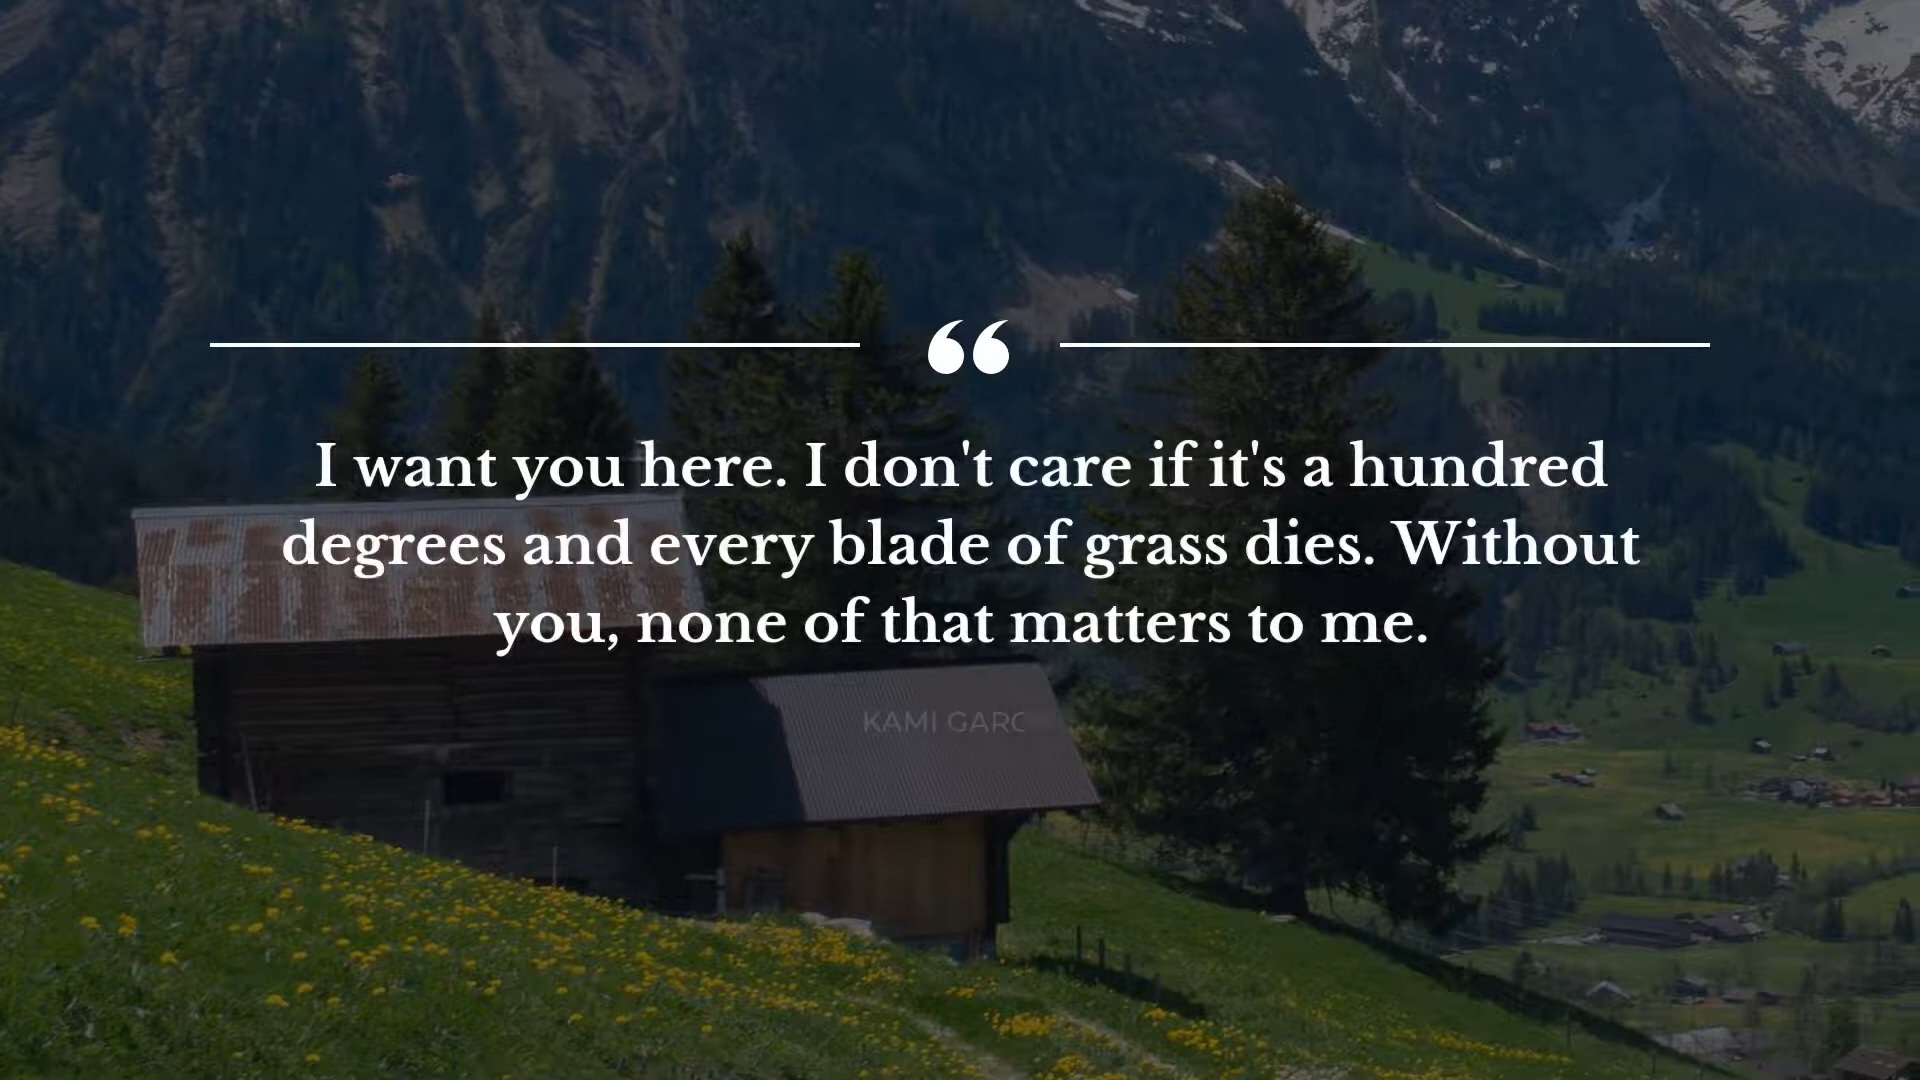 “
I want you here. I don't care if it's a hundred
degrees and every blade of grass dies. Without
you, none of that matters to me.
KAMI GARC